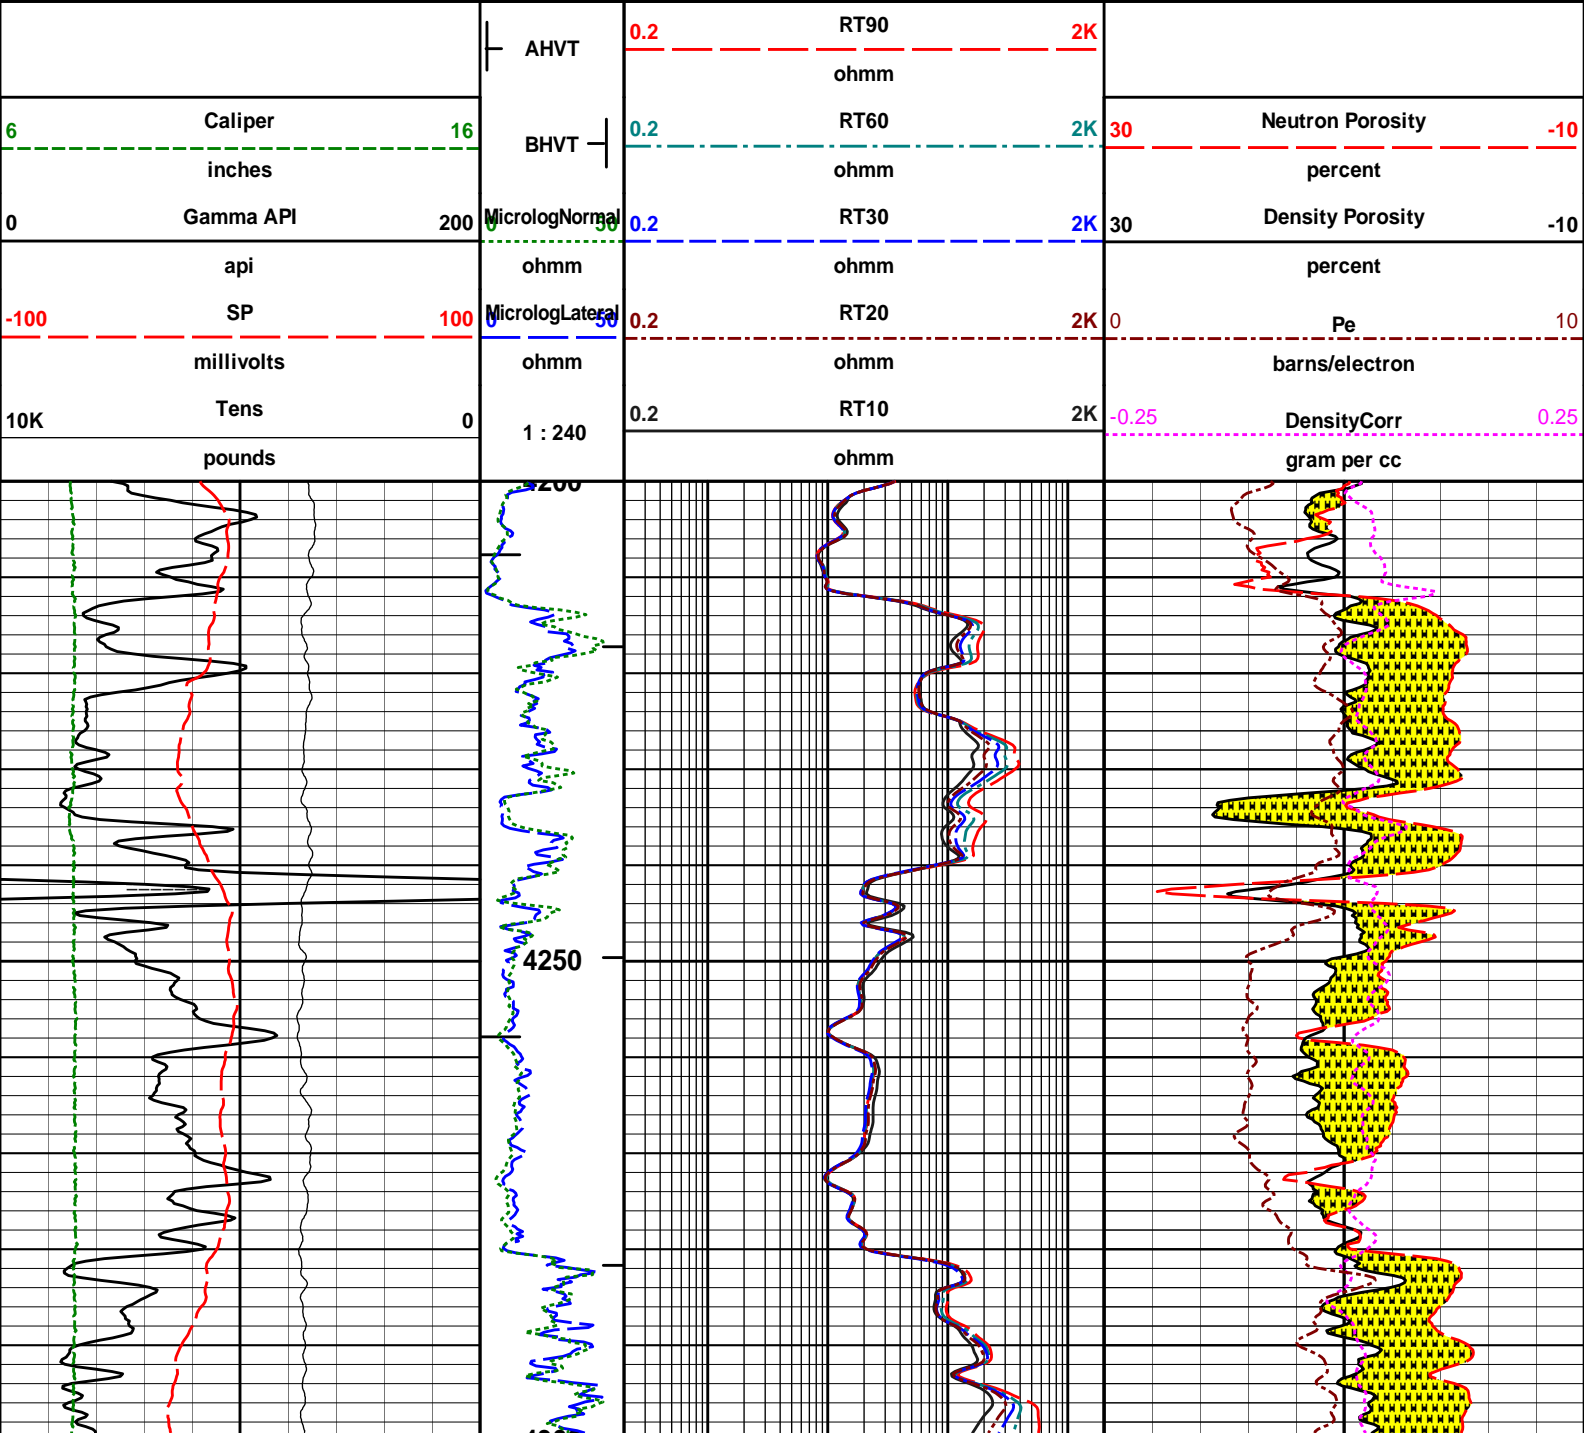 AHVT
BHVT
MicrologNormal
0 50
ohmm
MicrologLateral
0 50
ohmm
1 : 240
6 Caliper 16
inches
0 Gamma API 200
api
-100 SP 100
millivolts
10K Tens 0
pounds
0.2 RT90 2K
ohmm
0.2 RT60 2K
ohmm
0.2 RT30 2K
ohmm
0.2 RT20 2K
ohmm
0.2 RT10 2K
ohmm
30 Neutron Porosity -10
percent
30 Density Porosity -10
percent
0 Pe 10
barns/electron
-0.25 DensityCorr 0.25
gram per cc
4200
4250